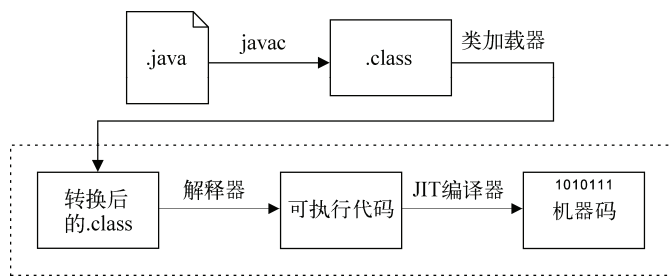 .java
javac
.class
类加载器
转换后
的.class
解释器
可执行代码
JIT编译器
1010111
机器码